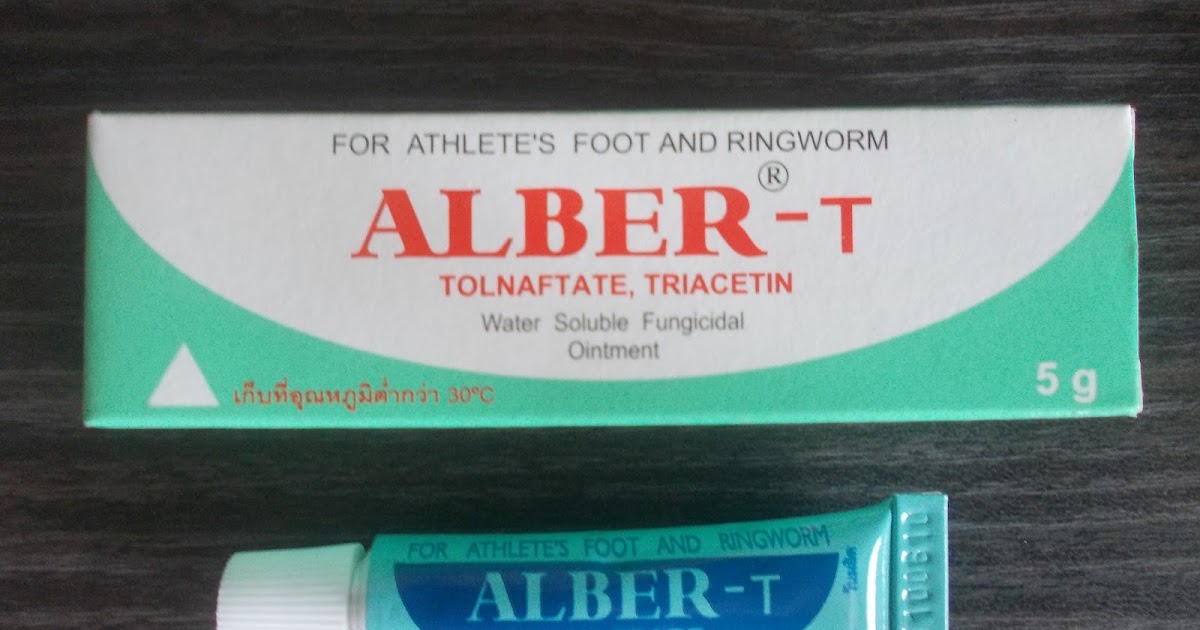 FOR ATHLETE'S FOOT AND RINGWORM
ALBER® -T
TOLNAFTATE, TRIACETIN
Water Soluble Fungicidal
Ointment
เก็บที่อุณหภูมิต่ำกว่า 30°C
5 g
FOR ATHLETE'S FOOT AND RINGWORM
ALBER-T